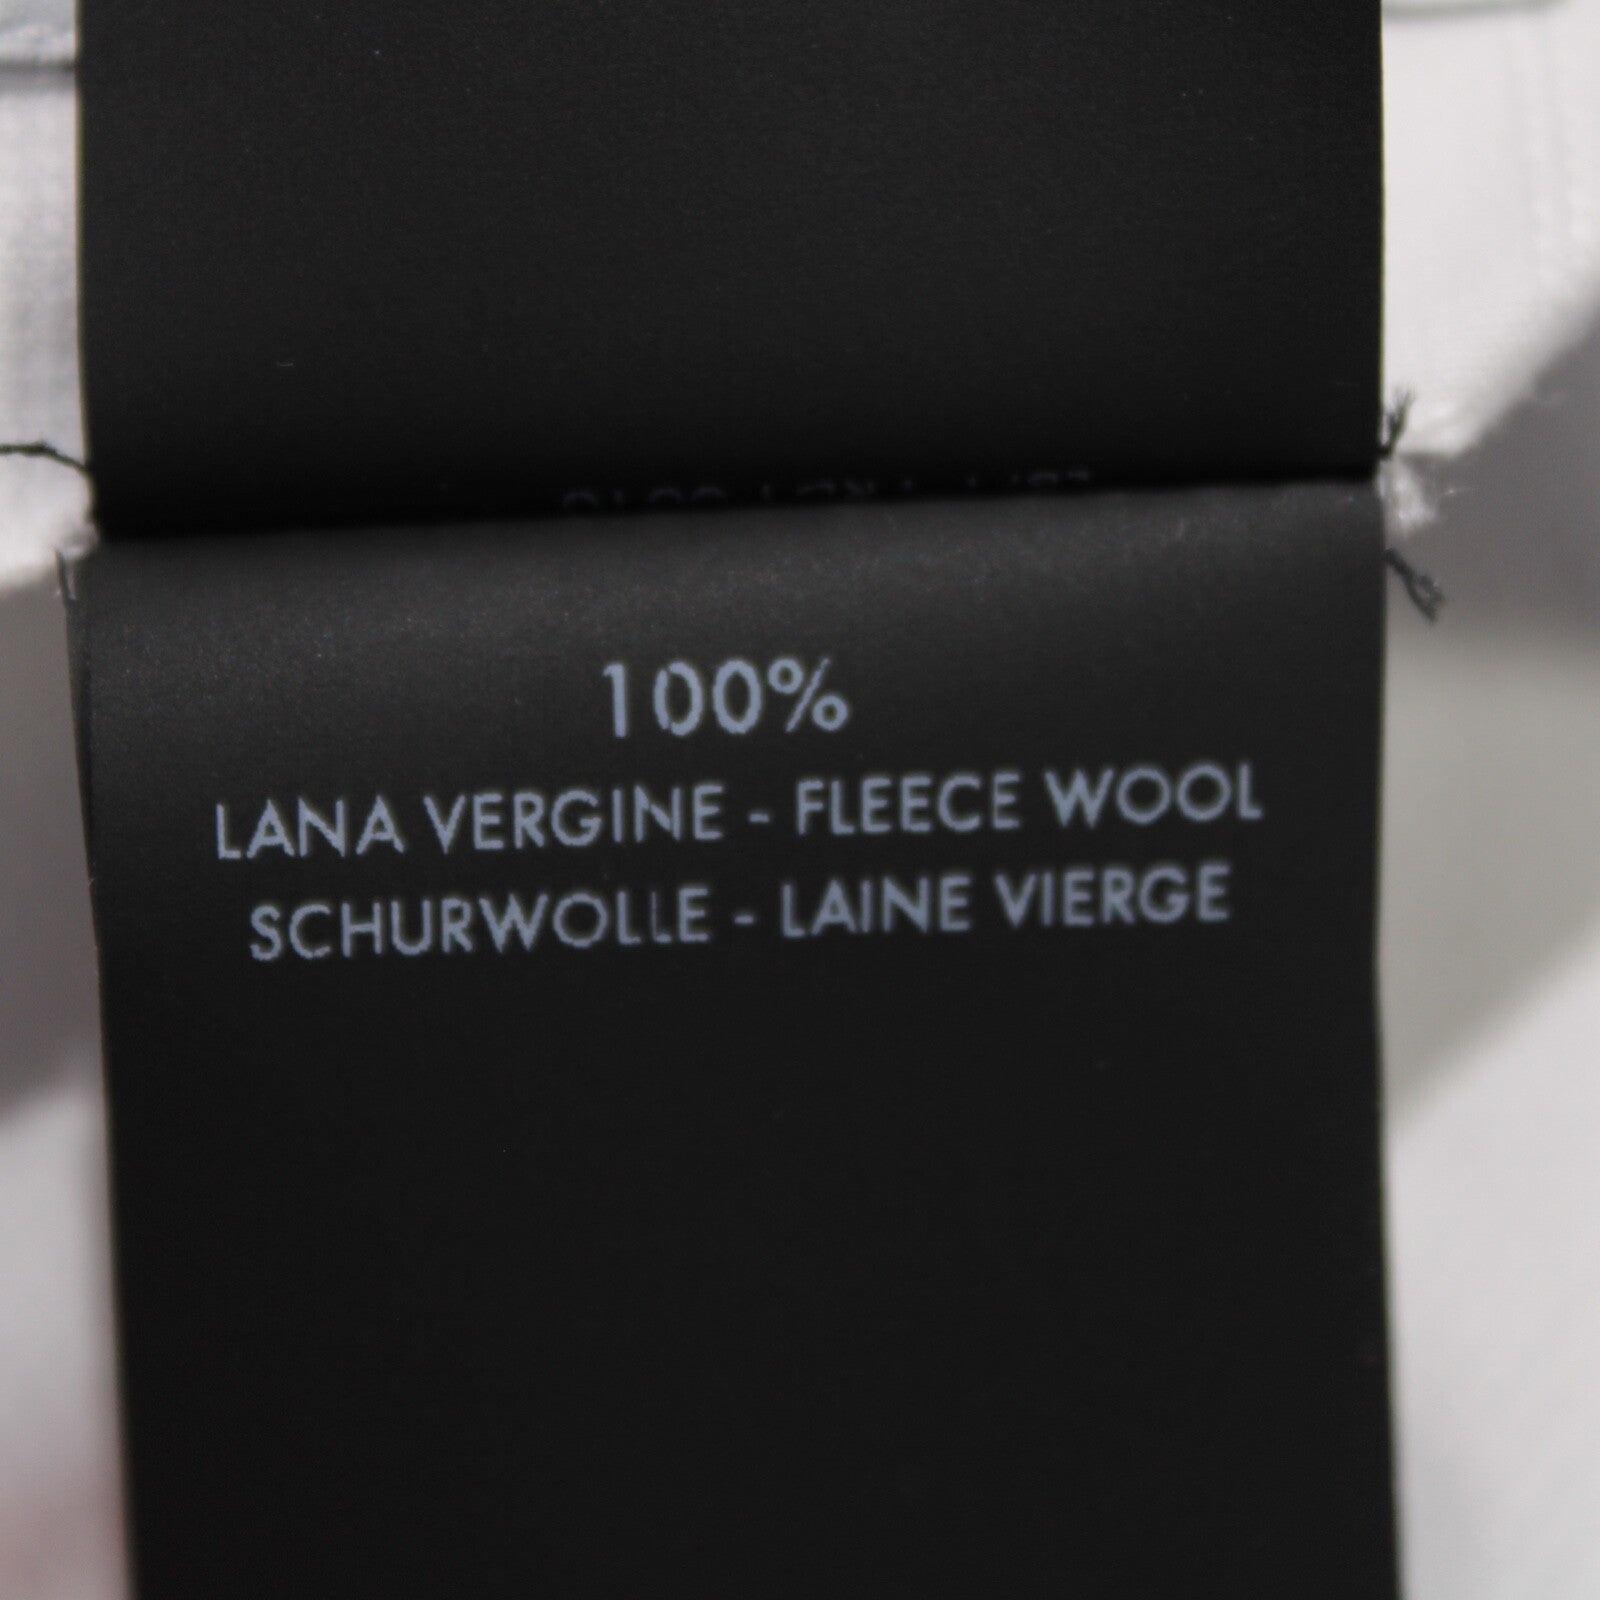 100%
LANA VERGINE - FLEECE WOOL
SCHURWOLLE - LAINE VIERGE